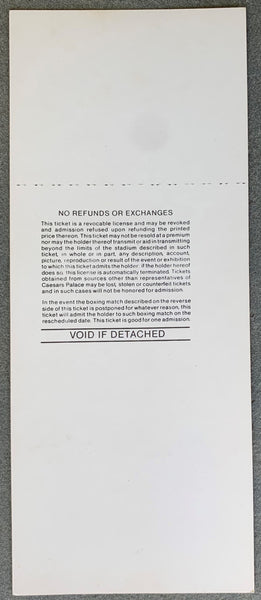 NO REFUNDS OR EXCHANGES
This ticket is a revocable license and may be revoked
and admission refused upon refunding the printed
price thereon. This ticket may not be resold at a premium
nor may the holder thereof transmit or aid in transmitting
beyond the limits of the stadium described in such
ticket, in whole or in part, any description, account,
picture, reproduction or result of the event or exhibition
to which this ticket admits the holder; if the holder hereof
does so, this license is automatically terminated. Tickets
obtained from sources other than representatives of
Caesars Palace may be lost, stolen or counterfeit tickets
and in such cases will not be honored for admission.
In the event the boxing match described on the reverse
side of this ticket is postponed for whatever reason, this
ticket will admit the holder to such boxing match on the
rescheduled date. This ticket is good for one admission.
VOID IF DETACHED